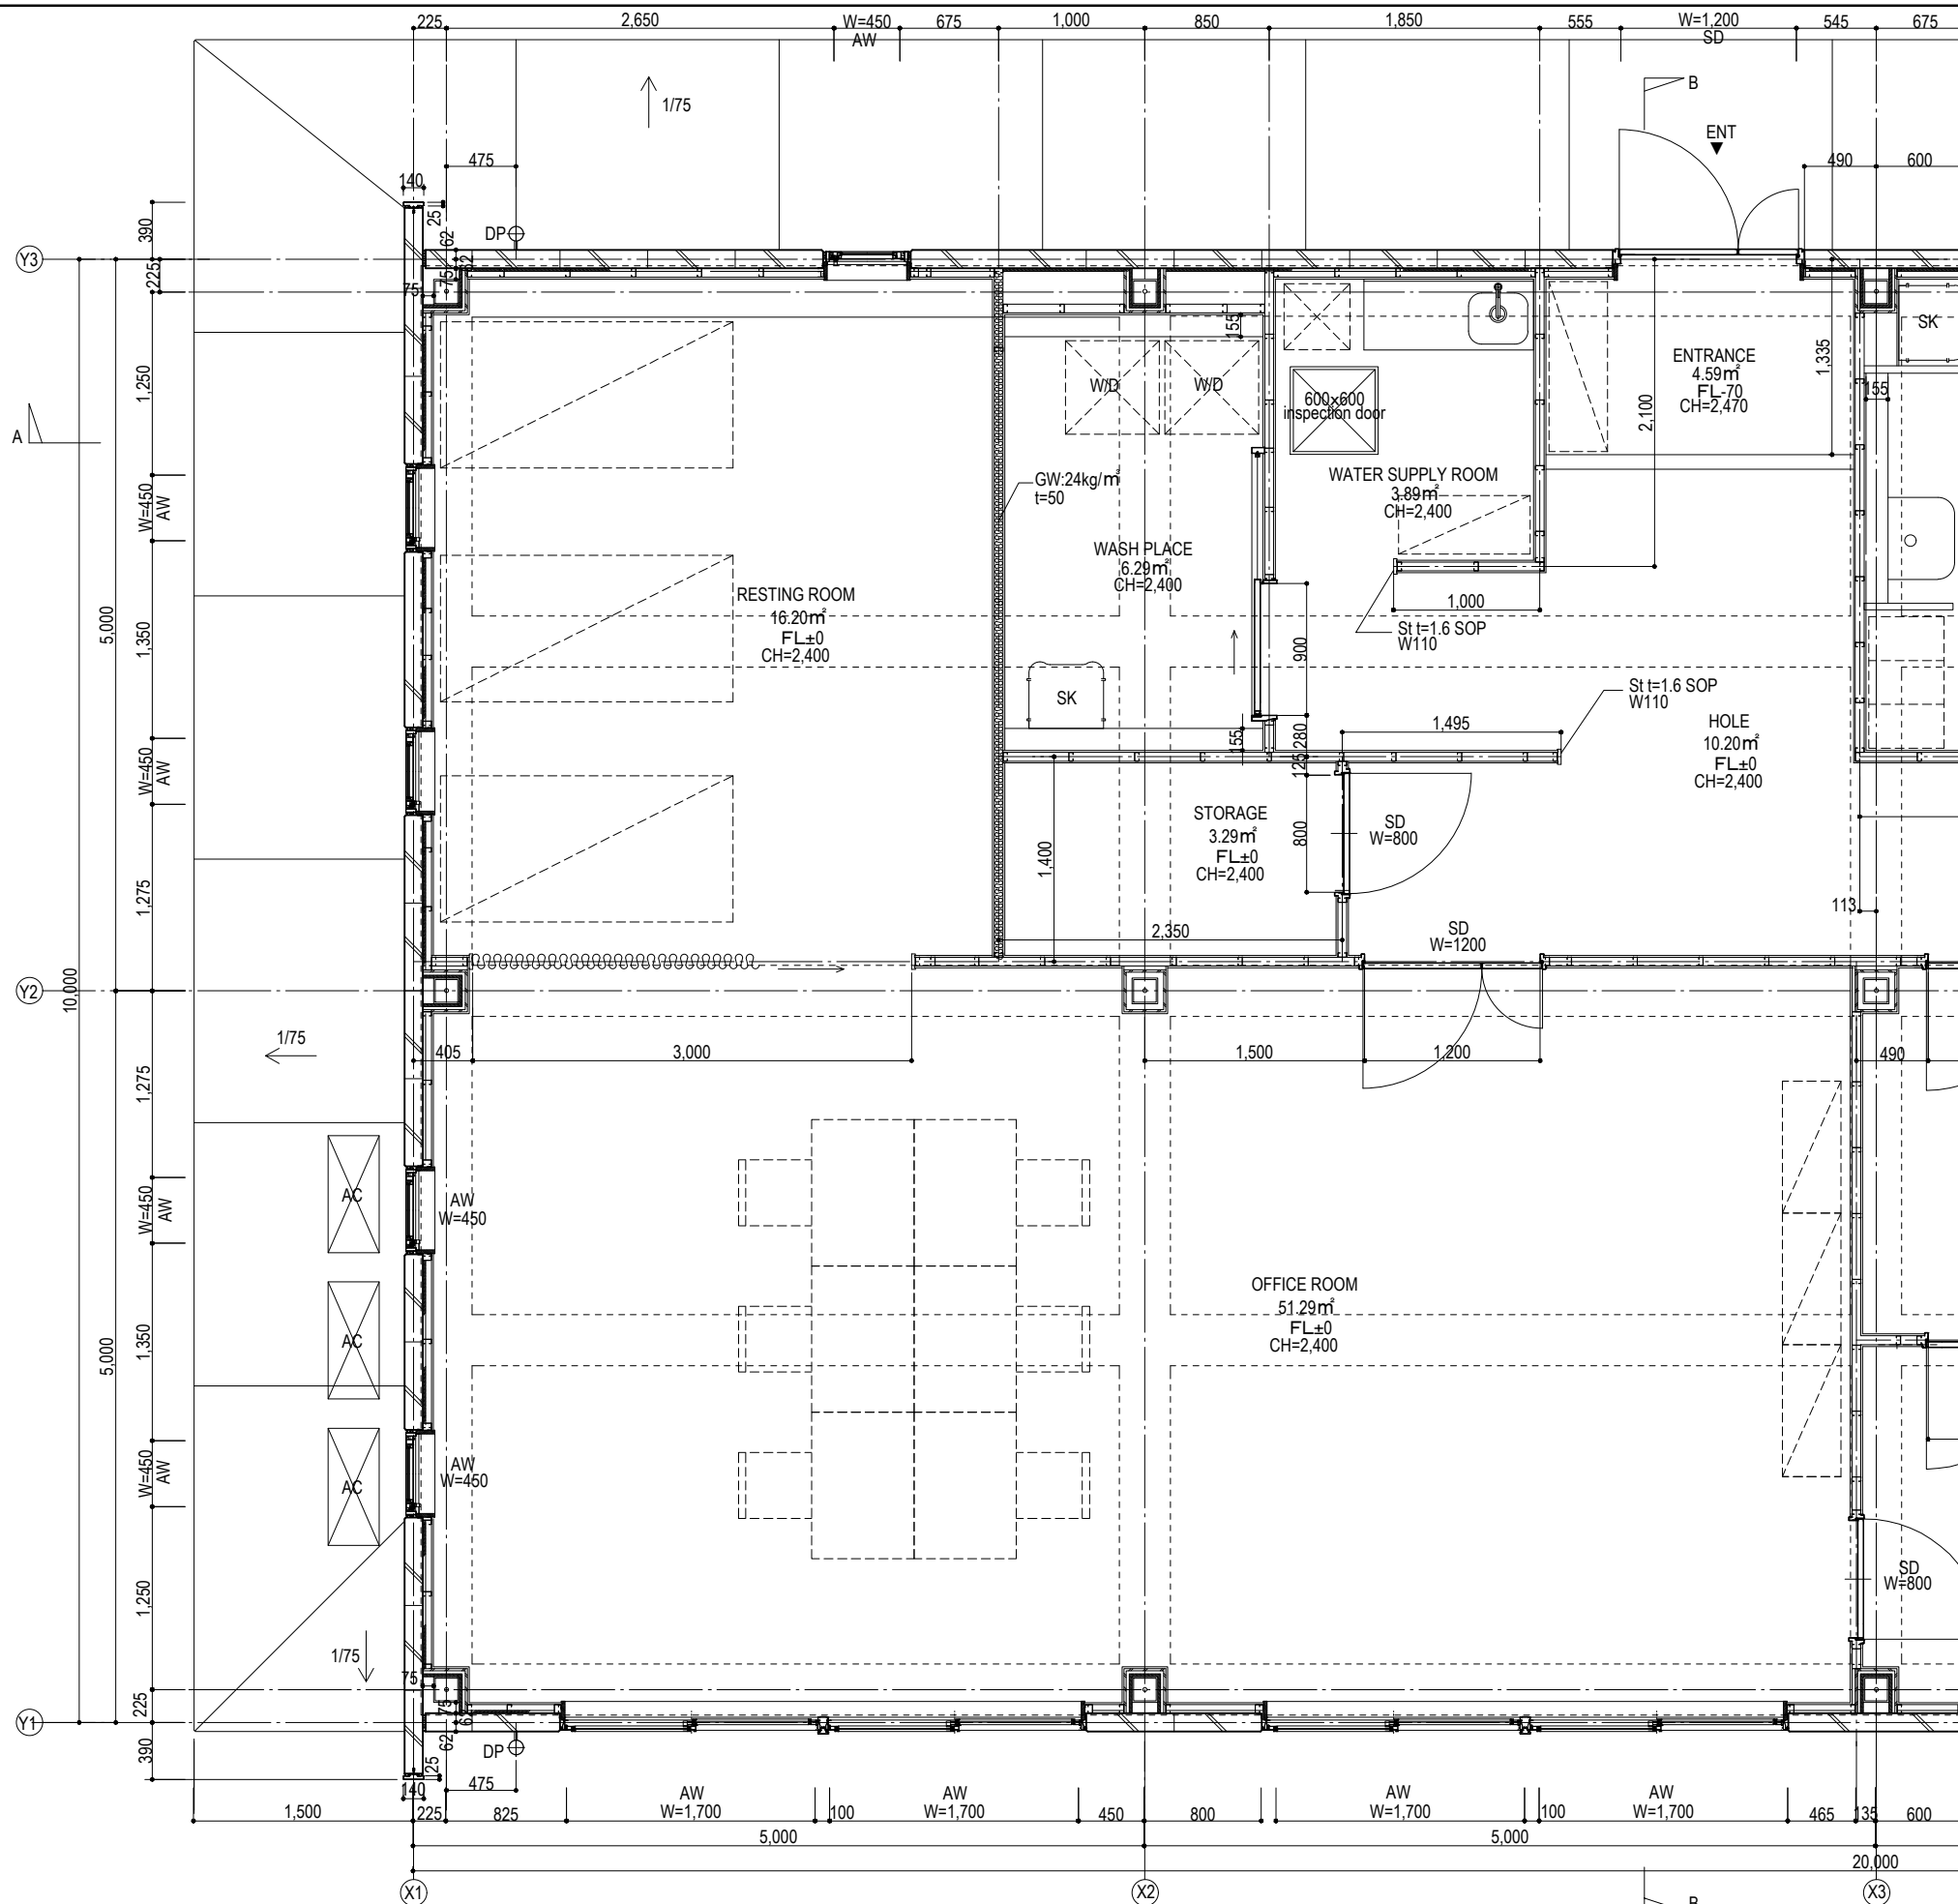 225
2,650
W=450
AW
675
1,000
850
1,850
555
W=1,200
SD
545
675
1/75
B
ENT
475
490
600
140
25
390
62
62
DP
Y3
225
75
75
SK
155
W/D
W/D
600×600
inspection door
ENTRANCE
4.59㎡
FL-70
CH=2,470
1,335
155
2,100
1,250
A
GW:24kg/㎡
t=50
WATER SUPPLY ROOM
3.89㎡
CH=2,400
W=450
AW
WASH PLACE
6.29㎡
CH=2,400
RESTING ROOM
16.20㎡
FL±0
CH=2,400
1,000
St t=1.6 SOP
W110
900
5,000
1,350
SK
St t=1.6 SOP
W110
1,495
HOLE
10.20㎡
FL±0
CH=2,400
155
280
125
W=450
AW
STORAGE
3.29㎡
FL±0
CH=2,400
SD
W=800
800
1,400
1,275
113
2,350
SD
W=1200
Y2
10,000
1/75
405
3,000
1,500
1,200
490
1,275
AC
AW
W=450
W=450
AW
OFFICE ROOM
51.29㎡
FL±0
CH=2,400
AC
5,000
1,350
AC
AW
W=450
W=450
AW
SD
W=800
1,250
1/75
75
225
75
Y1
62
DP
390
25
140
475
1,500
225
825
AW
W=1,700
100
AW
W=1,700
450
800
AW
W=1,700
100
AW
W=1,700
465
135
600
5,000
5,000
20,000
X1
X2
X3
B